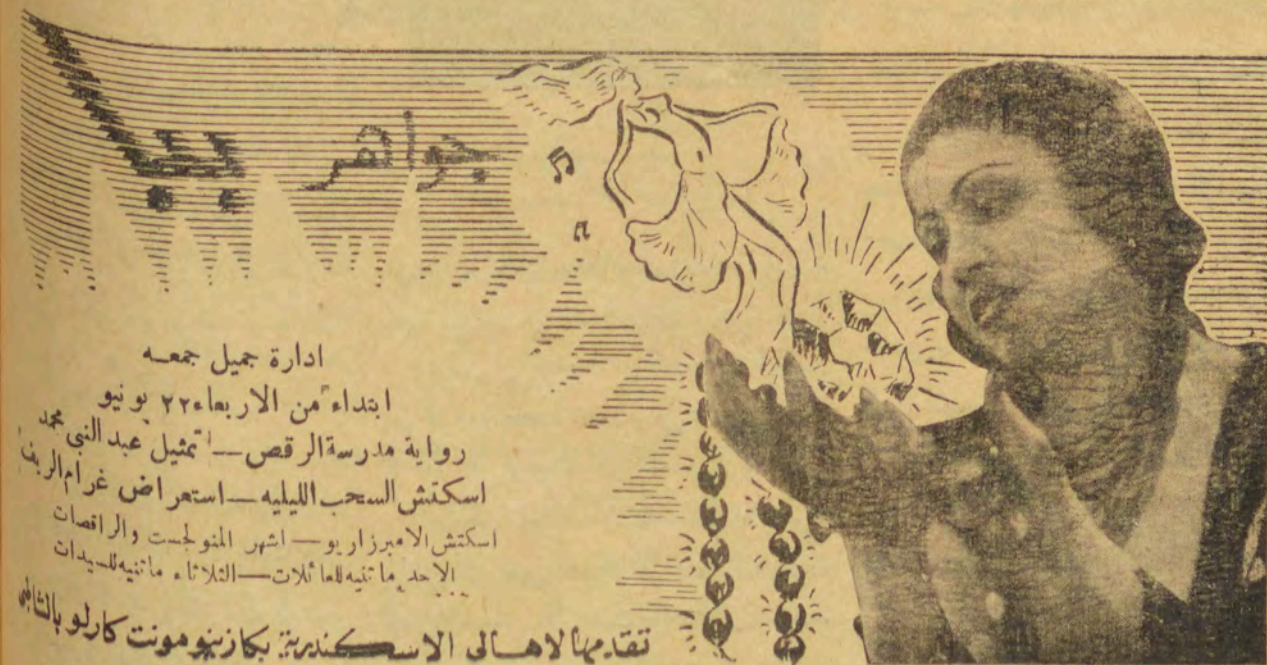 جواهر ببا
ادارة جميل جمعه
ابتداء من الاربعاء ٢٢ يونيو
رواية مدرسة الرقص — تمثيل عبد النبي محمد
اسكتش السحب الليليه — استعراض غرام الريف
اسكتش الامبرزاريو — اشهر المنولجست والراقصات
الاحد ماتنيه للعائلات — الثلاثاء ماتنيه للسيدات
تقدمها لاهالى الاسكندرية بكازينو مونت كارلو بالشاطبى